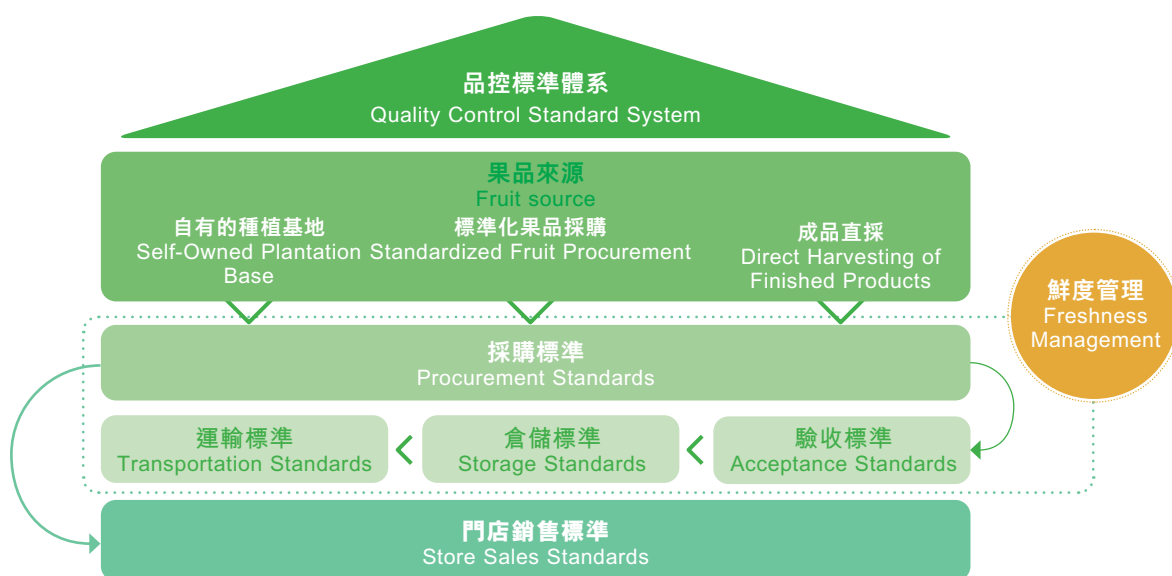 品控標準體系
Quality Control Standard System
果品來源
Fruit source
自有的種植基地
Self-Owned Plantation
Base
標準化果品採購
Standardized Fruit Procurement
成品直採
Direct Harvesting of
Finished Products
鮮度管理
Freshness
Management
採購標準
Procurement Standards
運輸標準
Transportation Standards
倉儲標準
Storage Standards
驗收標準
Acceptance Standards
門店銷售標準
Store Sales Standards